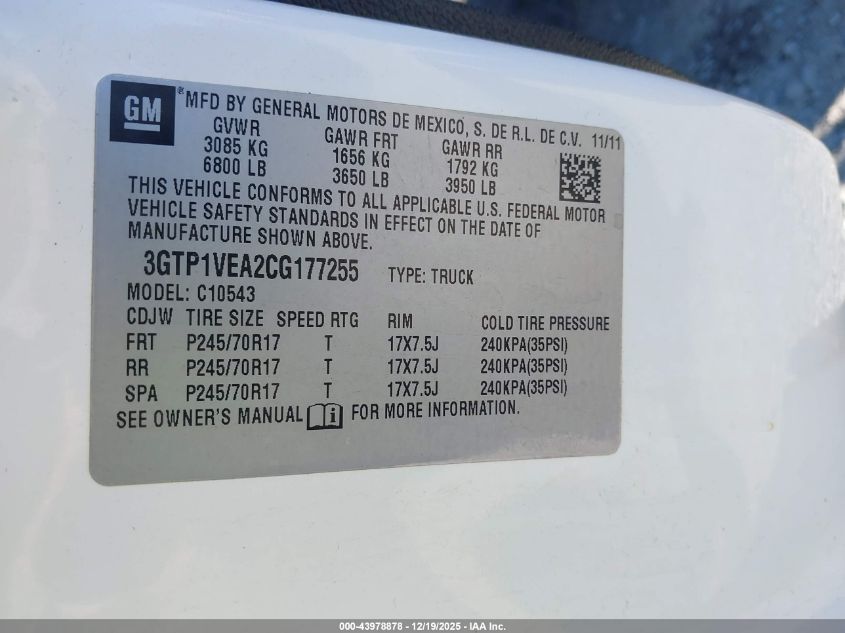 GM ® MFD BY GENERAL MOTORS DE MEXICO, S. DE R.L. DE C.V. 11/11
GVWR GAWR FRT GAWR RR
3085 KG 1656 KG 1792 KG
6800 LB 3650 LB 3950 LB
THIS VEHICLE CONFORMS TO ALL APPLICABLE U.S. FEDERAL MOTOR
VEHICLE SAFETY STANDARDS IN EFFECT ON THE DATE OF
MANUFACTURE SHOWN ABOVE.
3GTP1VEA2CG177255 TYPE: TRUCK
MODEL: C10543
CDJW TIRE SIZE SPEED RTG RIM COLD TIRE PRESSURE
FRT P245/70R17 T 17X7.5J 240KPA(35PSI)
RR P245/70R17 T 17X7.5J 240KPA(35PSI)
SPA P245/70R17 T 17X7.5J 240KPA(35PSI)
SEE OWNER'S MANUAL i FOR MORE INFORMATION.
000-43978878 - 12/19/2025 - IAA Inc.